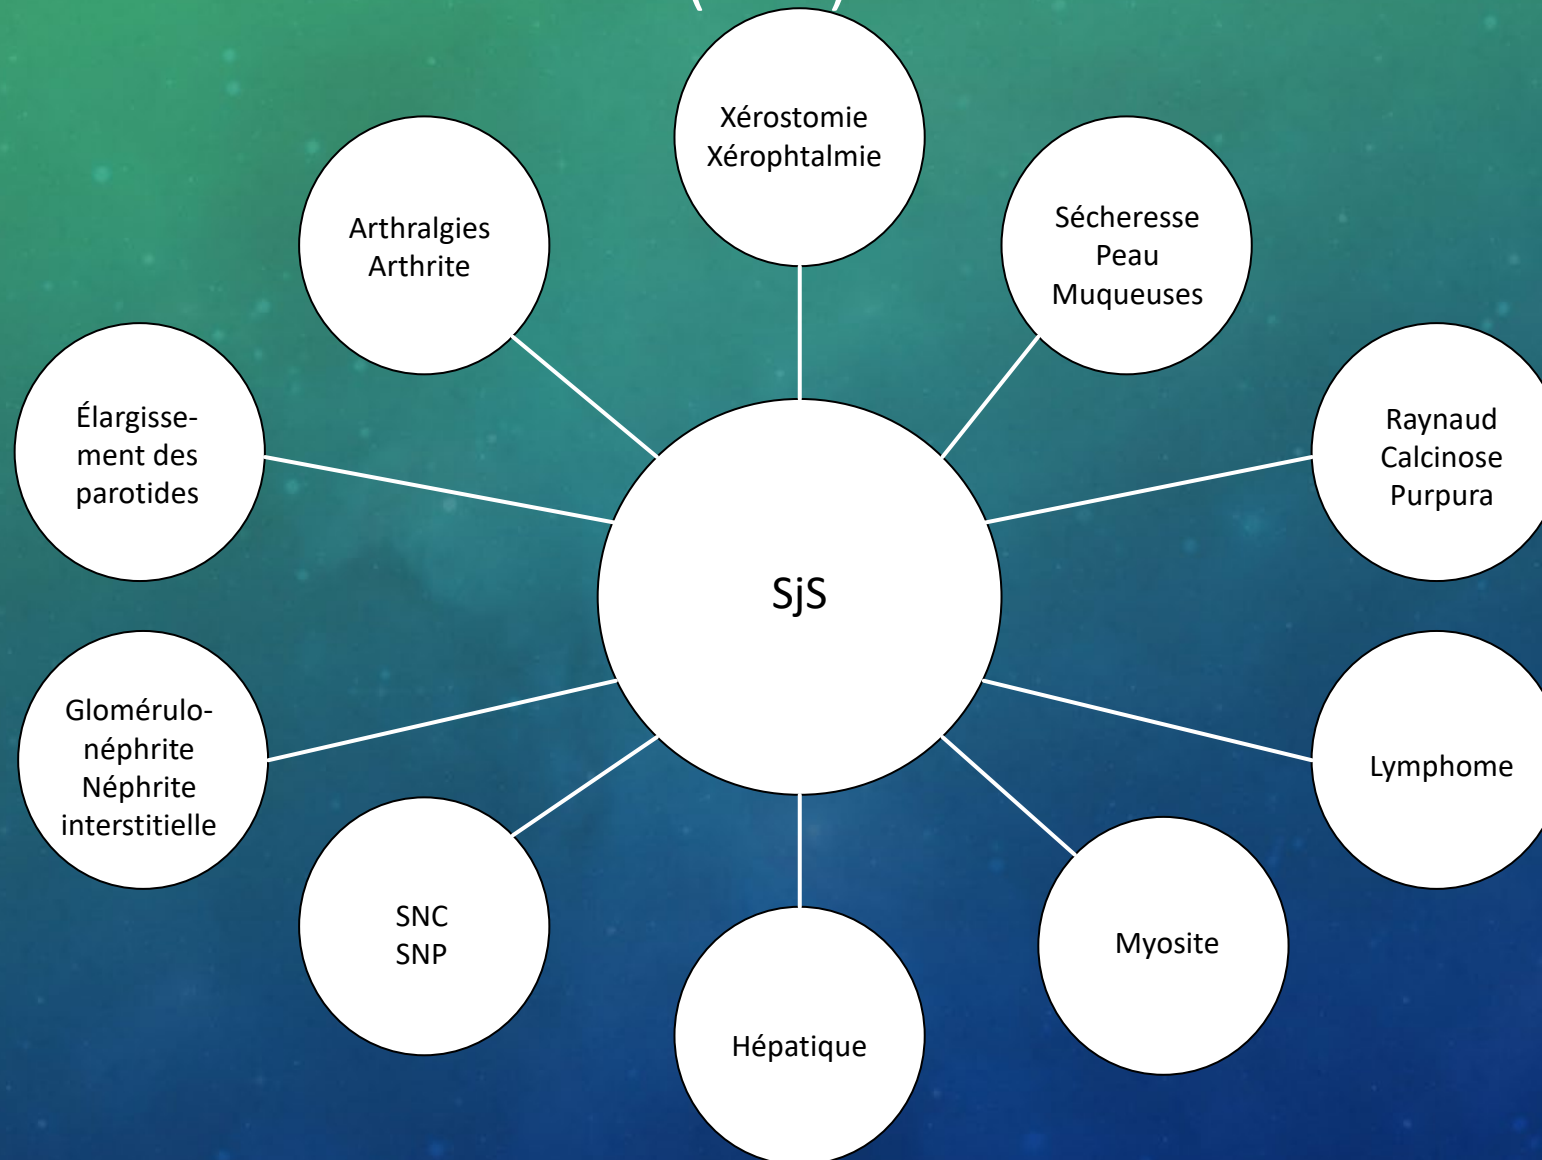 Xérostomie
Xérophtalmie
Arthralgies
Arthrite
Sécheresse
Peau
Muqueuses
Élargisse-
ment des
parotides
Raynaud
Calcinose
Purpura
SjS
Glomérulo-
néphrite
Néphrite
interstitielle
Lymphome
SNC
SNP
Myosite
Hépatique